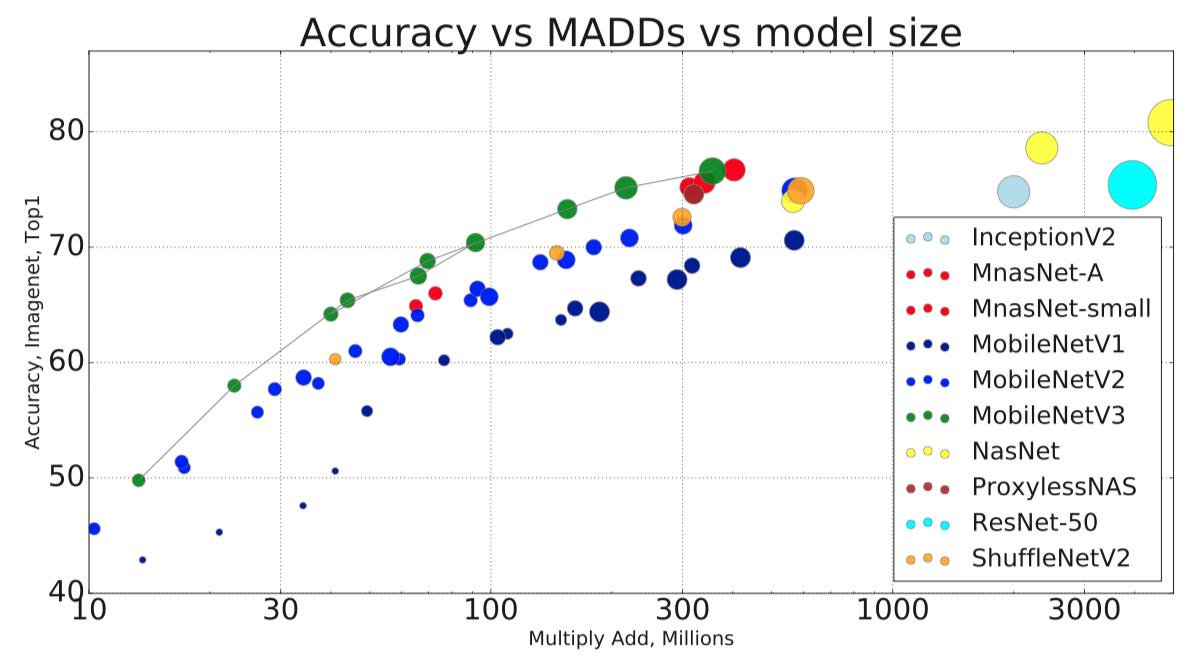 Accuracy vs MADDs vs model size
Accuracy, Imagenet, Top1
80
70
60
50
40
10 30 100 300 1000 3000
Multiply Add, Millions
InceptionV2
MnasNet-A
MnasNet-small
MobileNetV1
MobileNetV2
MobileNetV3
NasNet
ProxylessNAS
ResNet-50
ShuffleNetV2